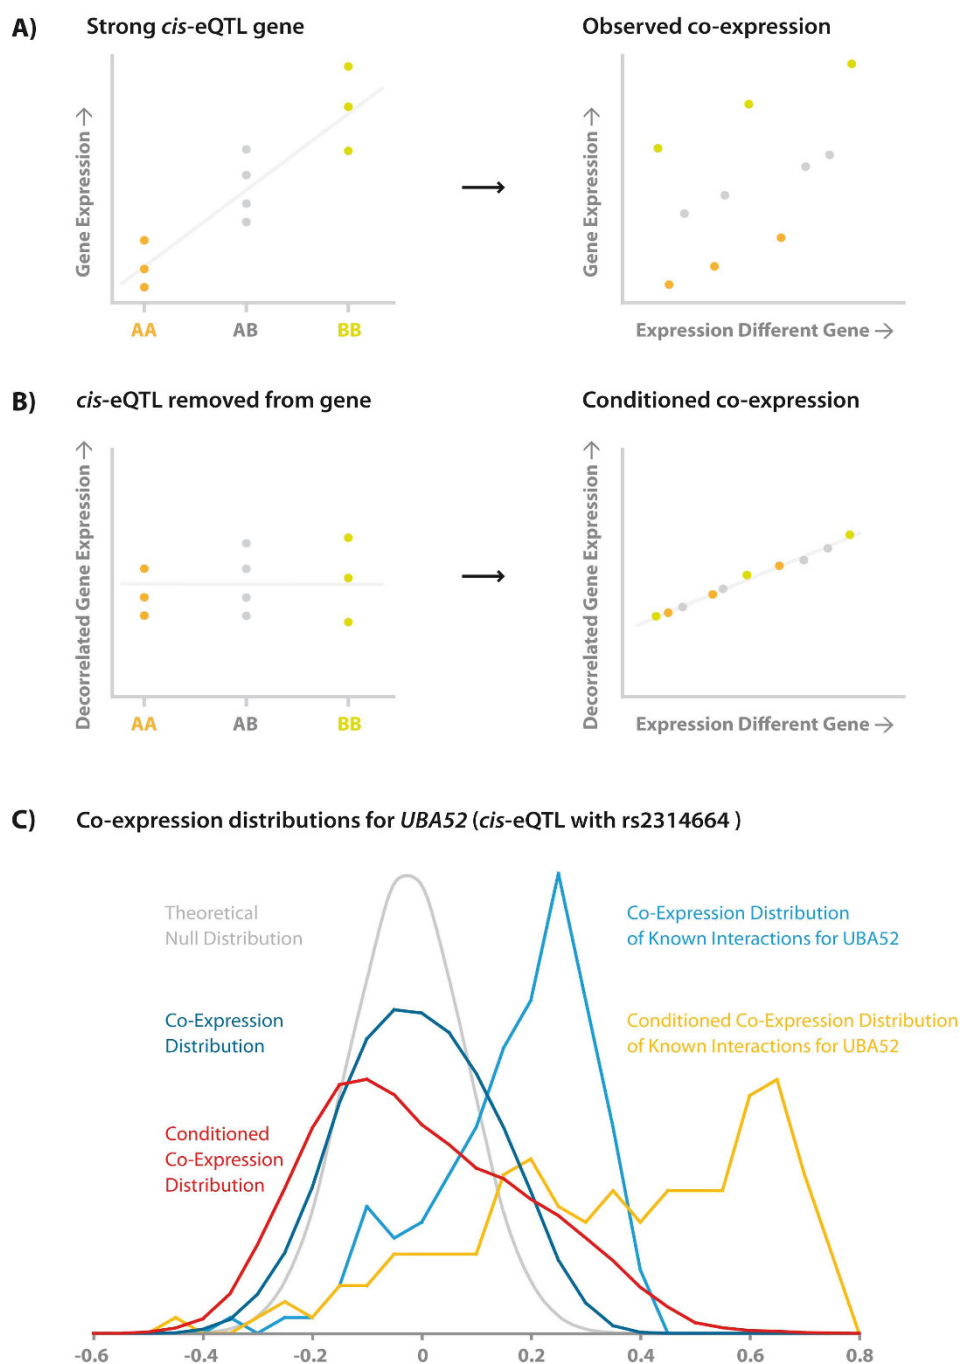 A) Strong cis-eQTL gene
Observed co-expression
Gene Expression →
AA AB BB
Gene Expression →
Expression Different Gene →
B) cis-eQTL removed from gene
Conditioned co-expression
Decorrelated Gene Expression →
AA AB BB
Decorrelated Gene Expression →
Expression Different Gene →
C) Co-expression distributions for UBA52 (cis-eQTL with rs2314664 )
Theoretical
Null Distribution
Co-Expression Distribution
of Known Interactions for UBA52
Co-Expression
Distribution
Conditioned Co-Expression Distribution
of Known Interactions for UBA52
Conditioned
Co-Expression
Distribution
-0.6 -0.4 -0.2 0 0.2 0.4 0.6 0.8